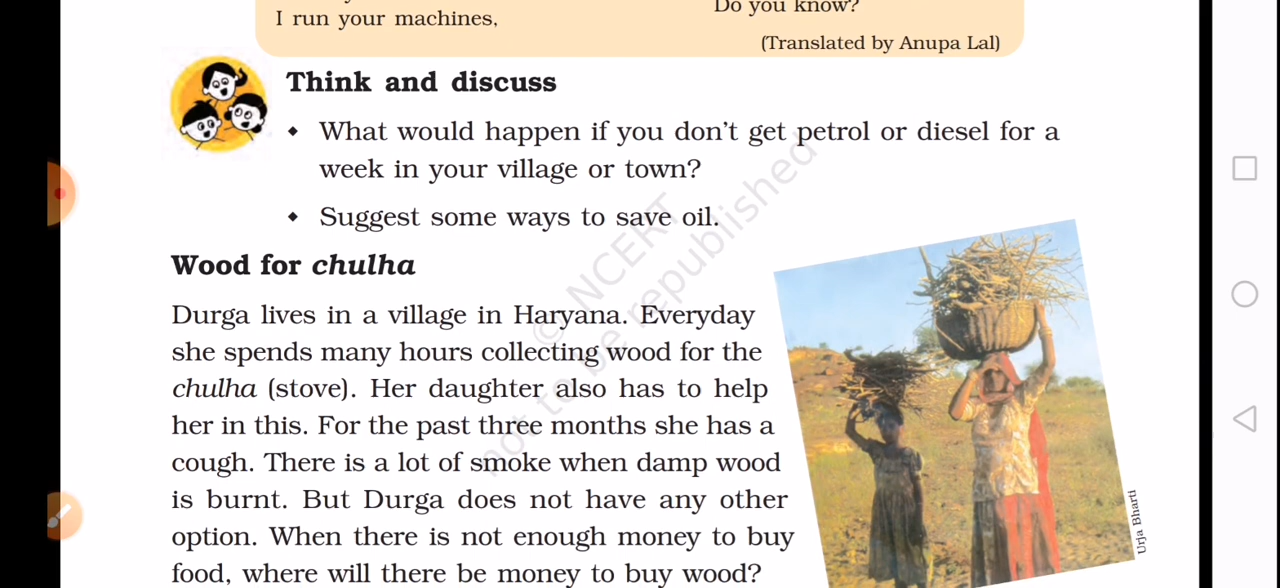 I run your machines,
Do you know?
(Translated by Anupa Lal)
Think and discuss
• What would happen if you don't get petrol or diesel for a
week in your village or town?
• Suggest some ways to save oil.
Wood for chulha
Durga lives in a village in Haryana. Everyday
she spends many hours collecting wood for the
chulha (stove). Her daughter also has to help
her in this. For the past three months she has a
cough. There is a lot of smoke when damp wood
is burnt. But Durga does not have any other
option. When there is not enough money to buy
food, where will there be money to buy wood?
Urja Bharti
© NCERT
not to be republished